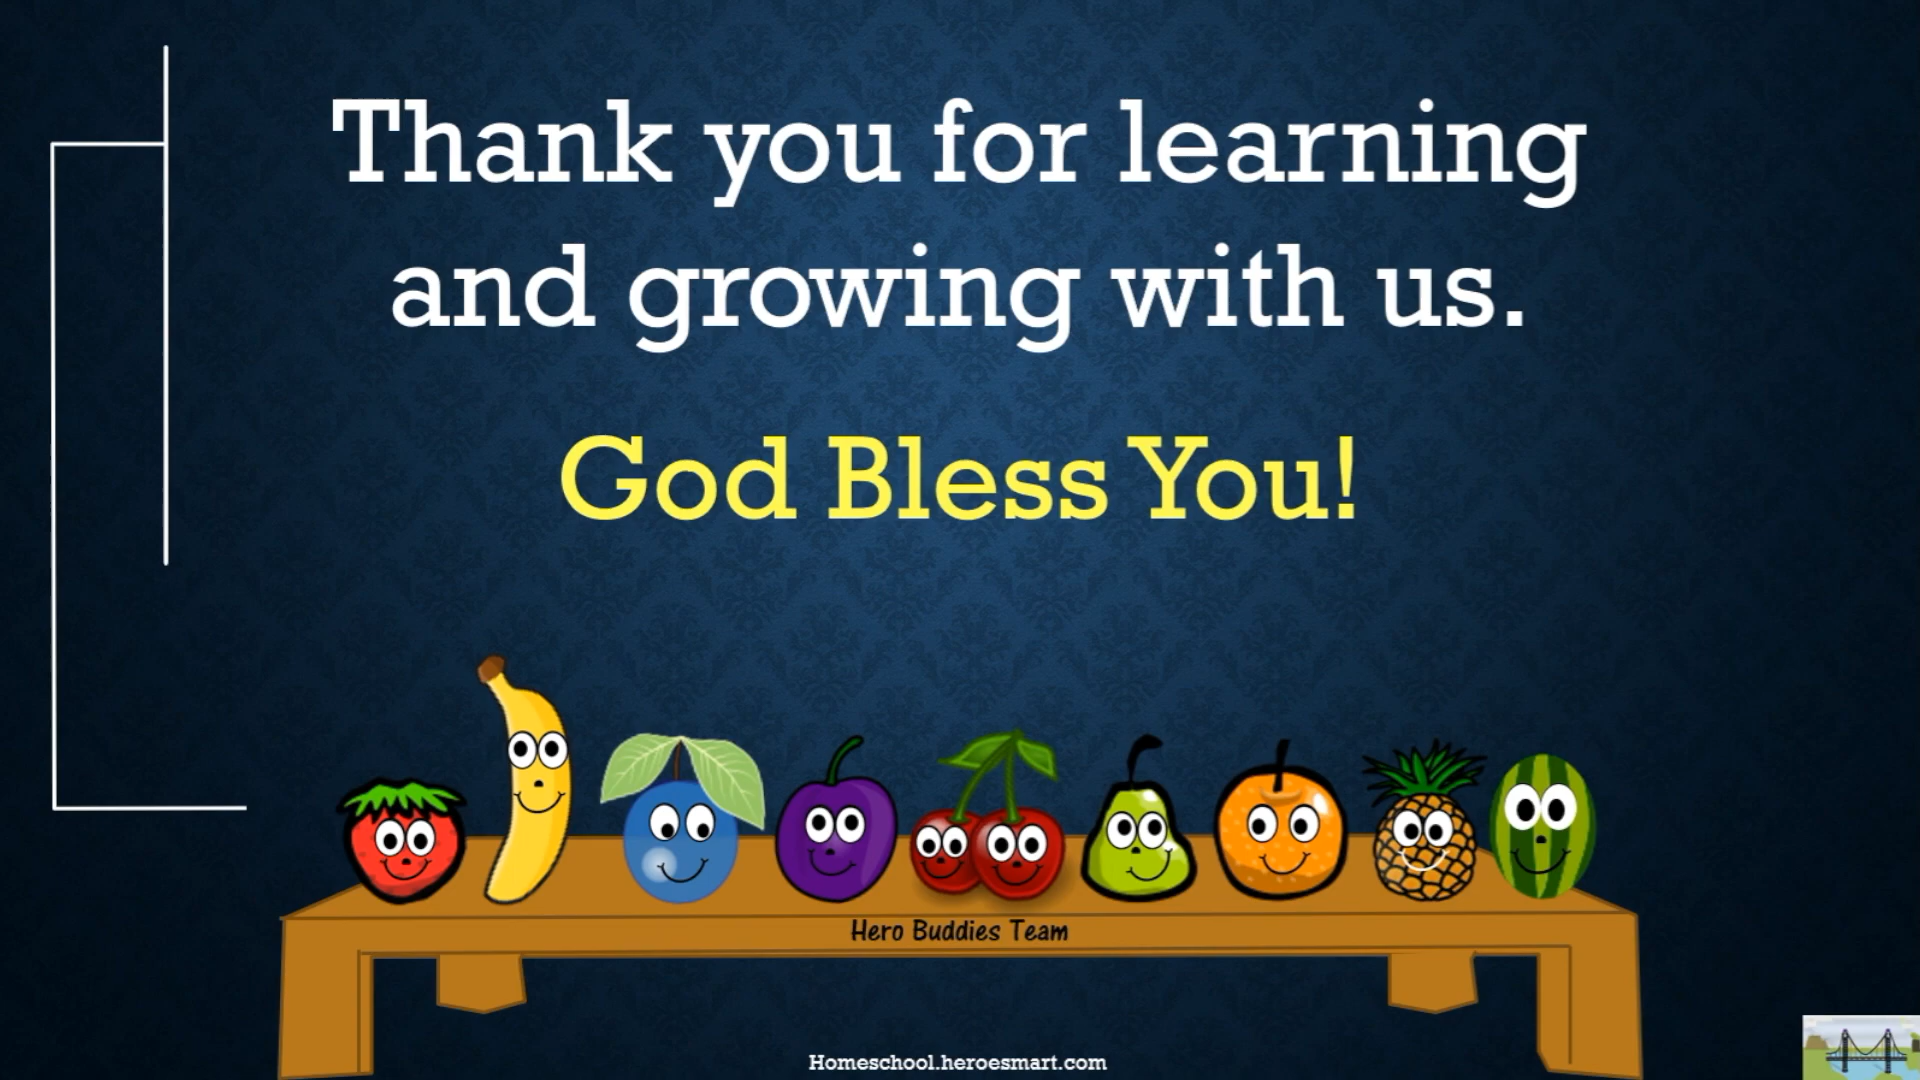 Thank you for learning
and growing with us.
God Bless You!
Hero Buddies Team
Homeschool.heroesmart.com